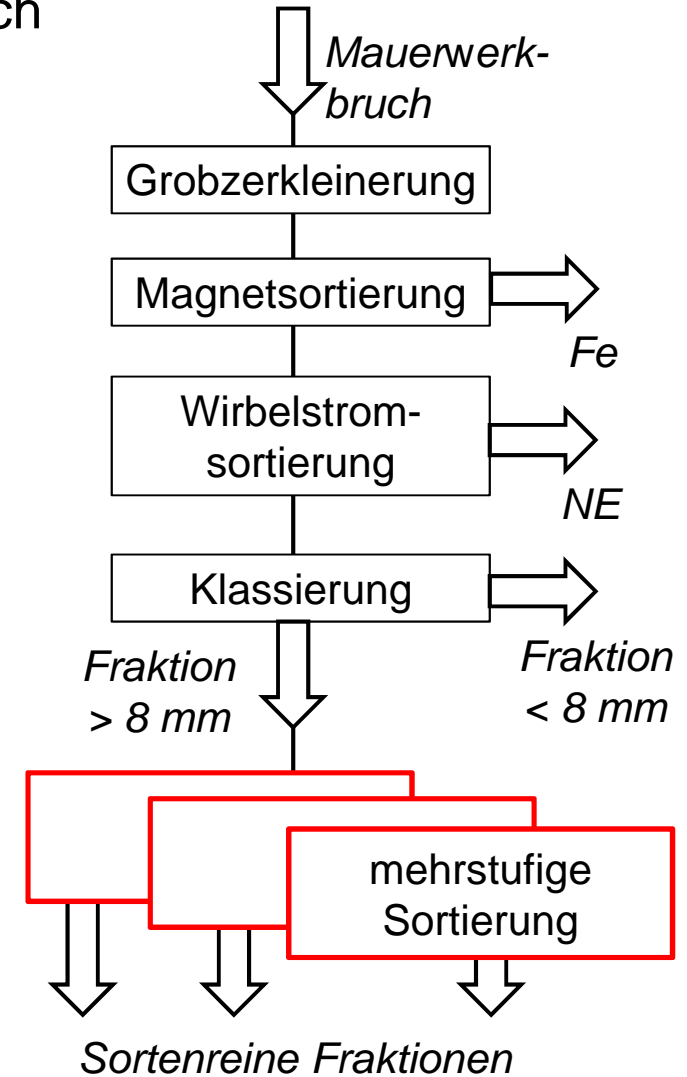 ch
Mauerwerk-
bruch
Grobzerkleinerung
Magnetsortierung
Fe
Wirbelstrom-
sortierung
NE
Klassierung
Fraktion
> 8 mm
Fraktion
< 8 mm
mehrstufige
Sortierung
Sortenreine Fraktionen